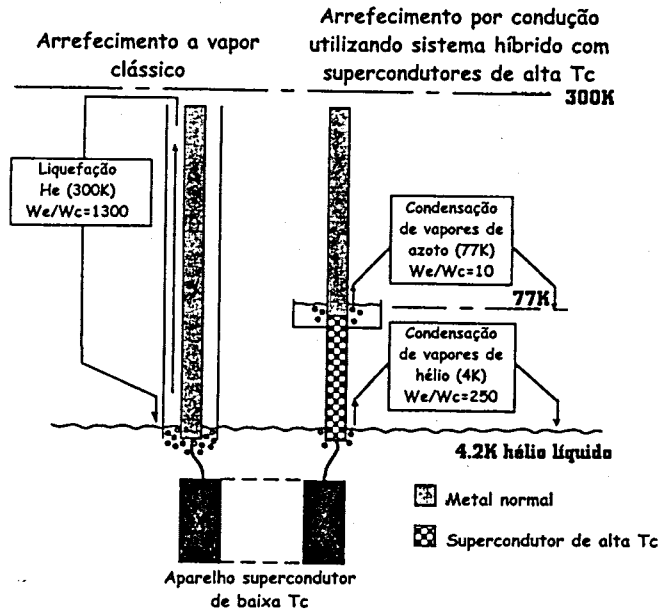 Arrefecimento a vapor
clássico
Arrefecimento por condução
utilizando sistema híbrido com
supercondutores de alta Tc
300K
Liquefação
He (300K)
We/Wc=1300
Condensação
de vapores de
azoto (77K)
We/Wc=10
77K
Condensação
de vapores de
hélio (4K)
We/Wc=250
4.2K hélio líquido
Metal normal
Supercondutor de alta Tc
Aparelho supercondutor
de baixa Tc